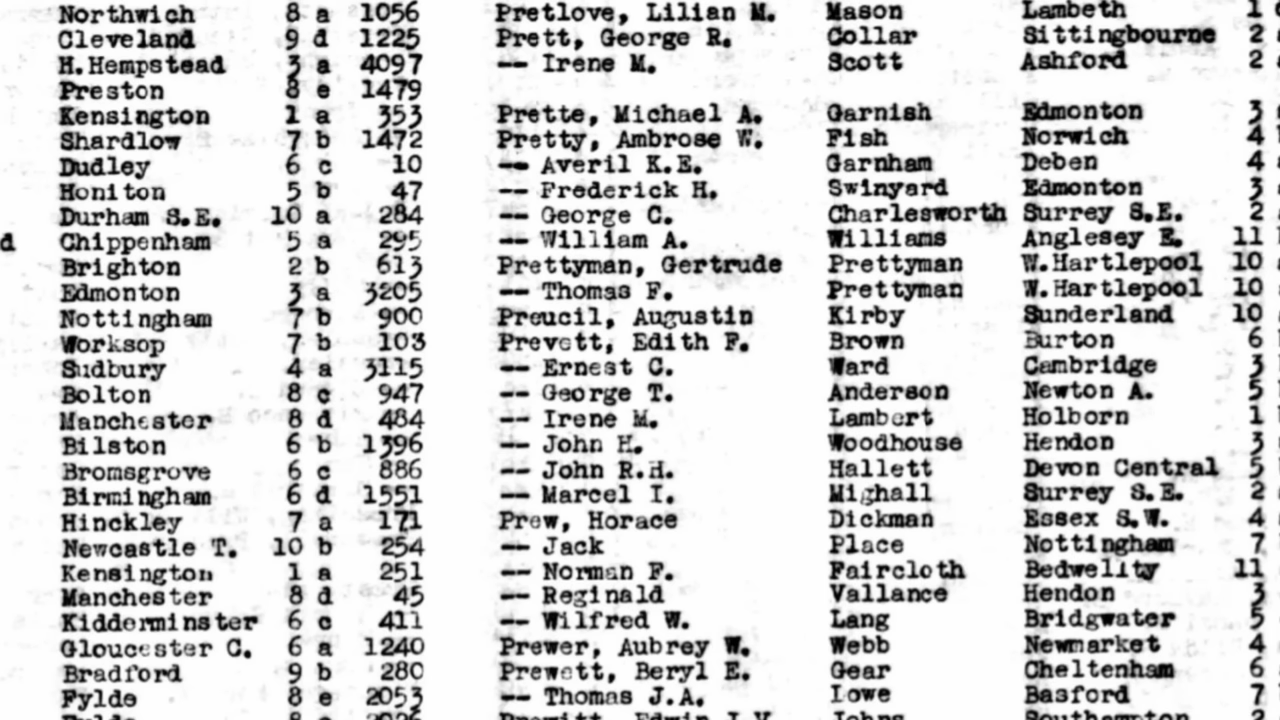 Northwich 8 a 1056 Pretlove, Lilian M. Mason Lambeth 1
Cleveland 9 d 1225 Prett, George R. Collar Sittingbourne 2
H.Hempstead 3 a 4097 -- Irene M. Scott Ashford 2
Preston 8 e 1479
Kensington 1 a 353 Prette, Michael A. Garnish Edmonton 3
Shardlow 7 b 1472 Pretty, Ambrose W. Fish Norwich 4
Dudley 6 c 10 -- Averil K.E. Garnham Deben 4
Honiton 5 b 47 -- Frederick H. Swinyard Edmonton 3
Durham S.E. 10 a 284 -- George C. Charlesworth Surrey S.E. 2
d Chippenham 5 a 295 -- William A. Williams Anglesey E. 11
Brighton 2 b 613 Prettyman, Gertrude Prettyman W.Hartlepool 10
Edmonton 3 a 3205 -- Thomas F. Prettyman W.Hartlepool 10
Nottingham 7 b 900 Preucil, Augustin Kirby Sunderland 10
Worksop 7 b 103 Prevett, Edith F. Brown Burton 6
Sudbury 4 a 3115 -- Ernest C. Ward Cambridge 3
Bolton 8 c 947 -- George T. Anderson Newton A. 5
Manchester 8 d 484 -- Irene M. Lambert Holborn 1
Bilston 6 b 1396 -- John H. Woodhouse Hendon 3
Bromsgrove 6 c 886 -- John R.H. Hallett Devon Central 5
Birmingham 6 d 1551 -- Marcel I. Mighall Surrey S.E. 2
Hinckley 7 a 171 Prew, Horace Dickman Essex S.W. 4
Newcastle T. 10 b 254 -- Jack Place Nottingham 7
Kensington 1 a 251 -- Norman F. Faircloth Bedwellty 11
Manchester 8 d 45 -- Reginald Vallance Hendon 3
Kidderminster 6 c 411 -- Wilfred W. Lang Bridgwater 5
Gloucester C. 6 a 1240 Prewer, Aubrey W. Webb Newmarket 4
Bradford 9 b 280 Prewett, Beryl E. Gear Cheltenham 6
Fylde 8 e 2053 -- Thomas J.A. Lowe Basford 7
Fylde 8 Prewitt, Edwin Johns Southampton 2